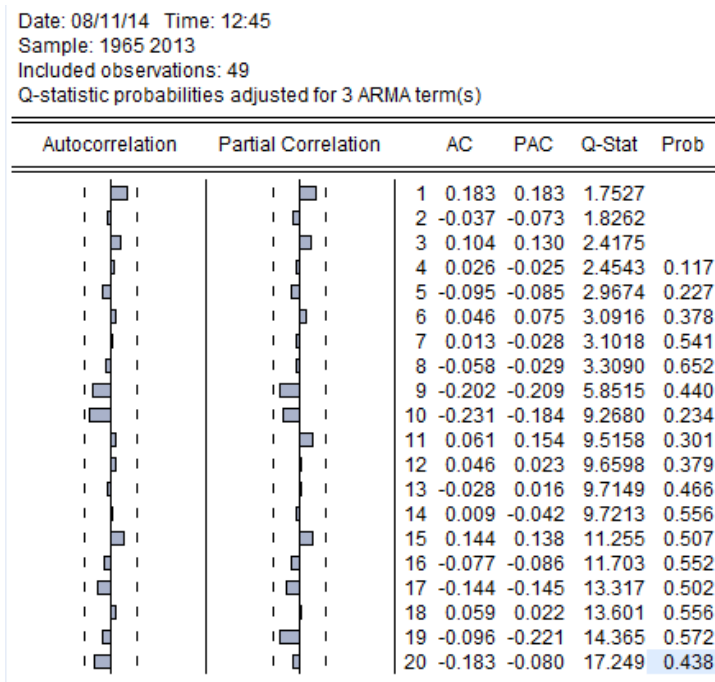 Date: 08/11/14 Time: 12:45
Sample: 1965 2013
Included observations: 49
Q-statistic probabilities adjusted for 3 ARMA term(s)
Autocorrelation Partial Correlation AC PAC Q-Stat Prob
1 0.183 0.183 1.7527
2 -0.037 -0.073 1.8262
3 0.104 0.130 2.4175
4 0.026 -0.025 2.4543 0.117
5 -0.095 -0.085 2.9674 0.227
6 0.046 0.075 3.0916 0.378
7 0.013 -0.028 3.1018 0.541
8 -0.058 -0.029 3.3090 0.652
9 -0.202 -0.209 5.8515 0.440
10 -0.231 -0.184 9.2680 0.234
11 0.061 0.154 9.5158 0.301
12 0.046 0.023 9.6598 0.379
13 -0.028 0.016 9.7149 0.466
14 0.009 -0.042 9.7213 0.556
15 0.144 0.138 11.255 0.507
16 -0.077 -0.086 11.703 0.552
17 -0.144 -0.145 13.317 0.502
18 0.059 0.022 13.601 0.556
19 -0.096 -0.221 14.365 0.572
20 -0.183 -0.080 17.249 0.438